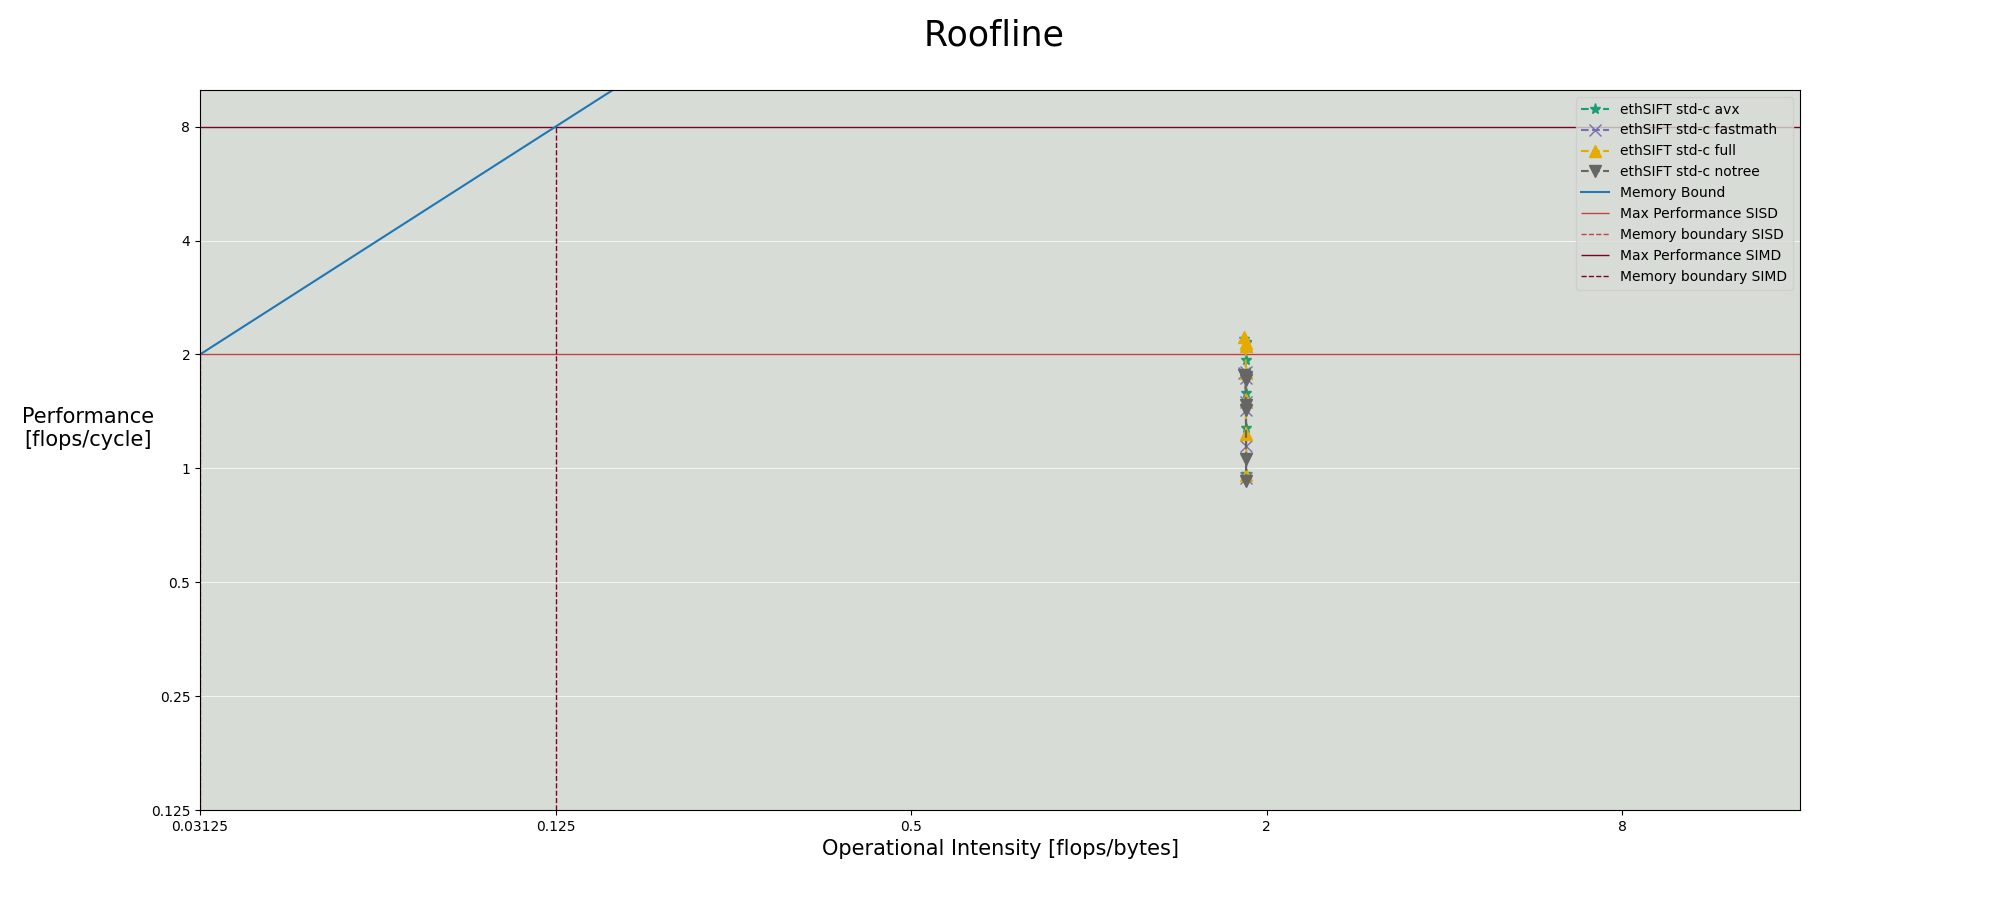 Roofline
ethSIFT std-c avx
ethSIFT std-c fastmath
ethSIFT std-c full
ethSIFT std-c notree
Memory Bound
Max Performance SISD
Memory boundary SISD
Max Performance SIMD
Memory boundary SIMD
8
4
2
1
0.5
0.25
0.125
Performance
[flops/cycle]
0.03125
0.125
0.5
2
8
Operational Intensity [flops/bytes]